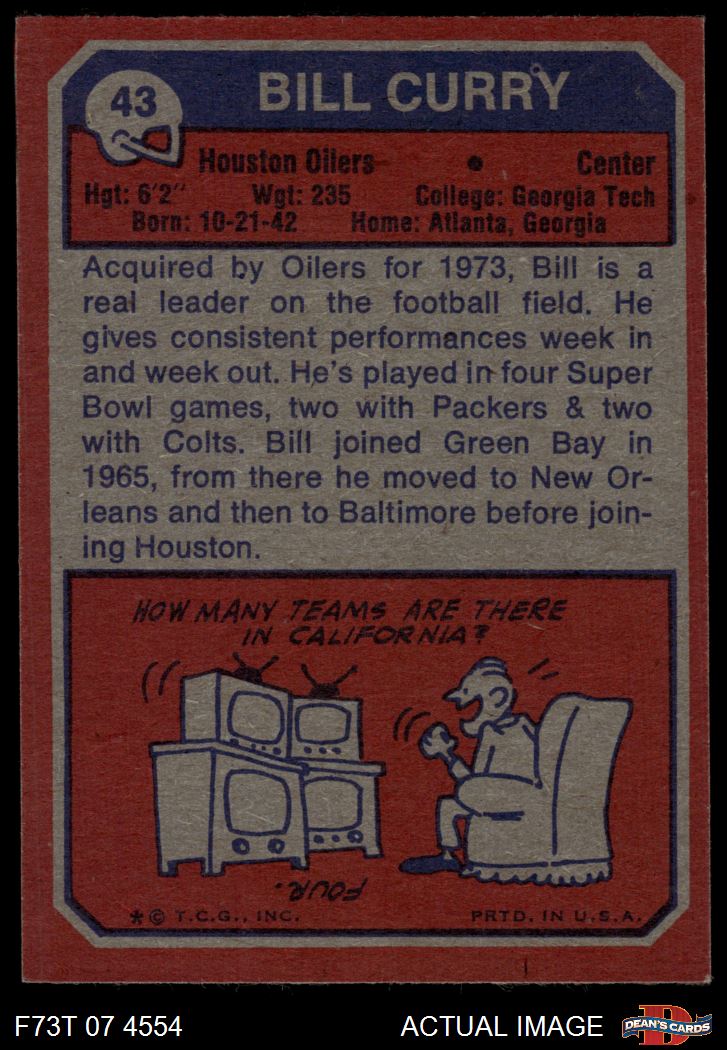 43
BILL CURRY
Houston Oilers • Center
Hgt: 6'2" Wgt: 235 College: Georgia Tech
Born: 10-21-42 Home: Atlanta, Georgia
Acquired by Oilers for 1973, Bill is a
real leader on the football field. He
gives consistent performances week in
and week out. He's played in four Super
Bowl games, two with Packers & two
with Colts. Bill joined Green Bay in
1965, from there he moved to New Or-
leans and then to Baltimore before join-
ing Houston.
HOW MANY TEAMS ARE THERE
IN CALIFORNIA?
FOUR.
*© T.C.G., INC. PRTD. IN U.S.A.
F73T 07 4554 ACTUAL IMAGE
D
DEAN'S CARDS